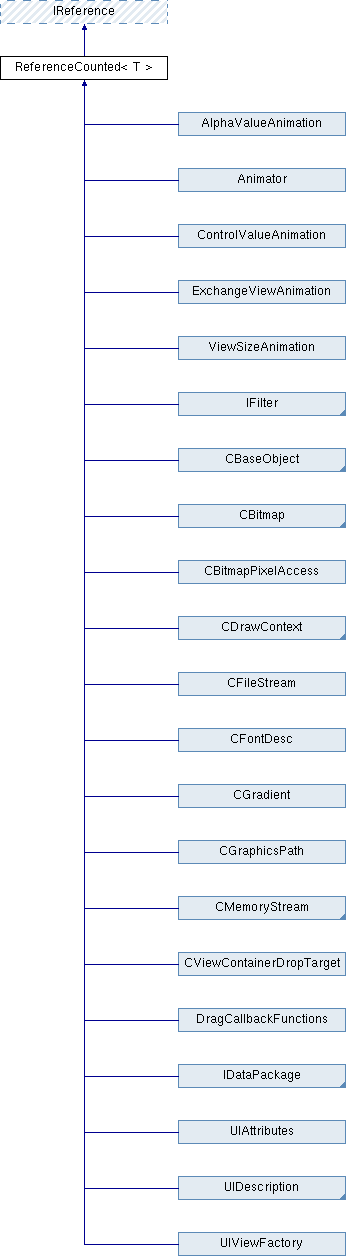 IReference
ReferenceCounted< T >
AlphaValueAnimation
Animator
ControlValueAnimation
ExchangeViewAnimation
ViewSizeAnimation
IFilter
CBaseObject
CBitmap
CBitmapPixelAccess
CDrawContext
CFileStream
CFontDesc
CGradient
CGraphicsPath
CMemoryStream
CViewContainerDropTarget
DragCallbackFunctions
IDataPackage
UIAttributes
UIDescription
UIViewFactory